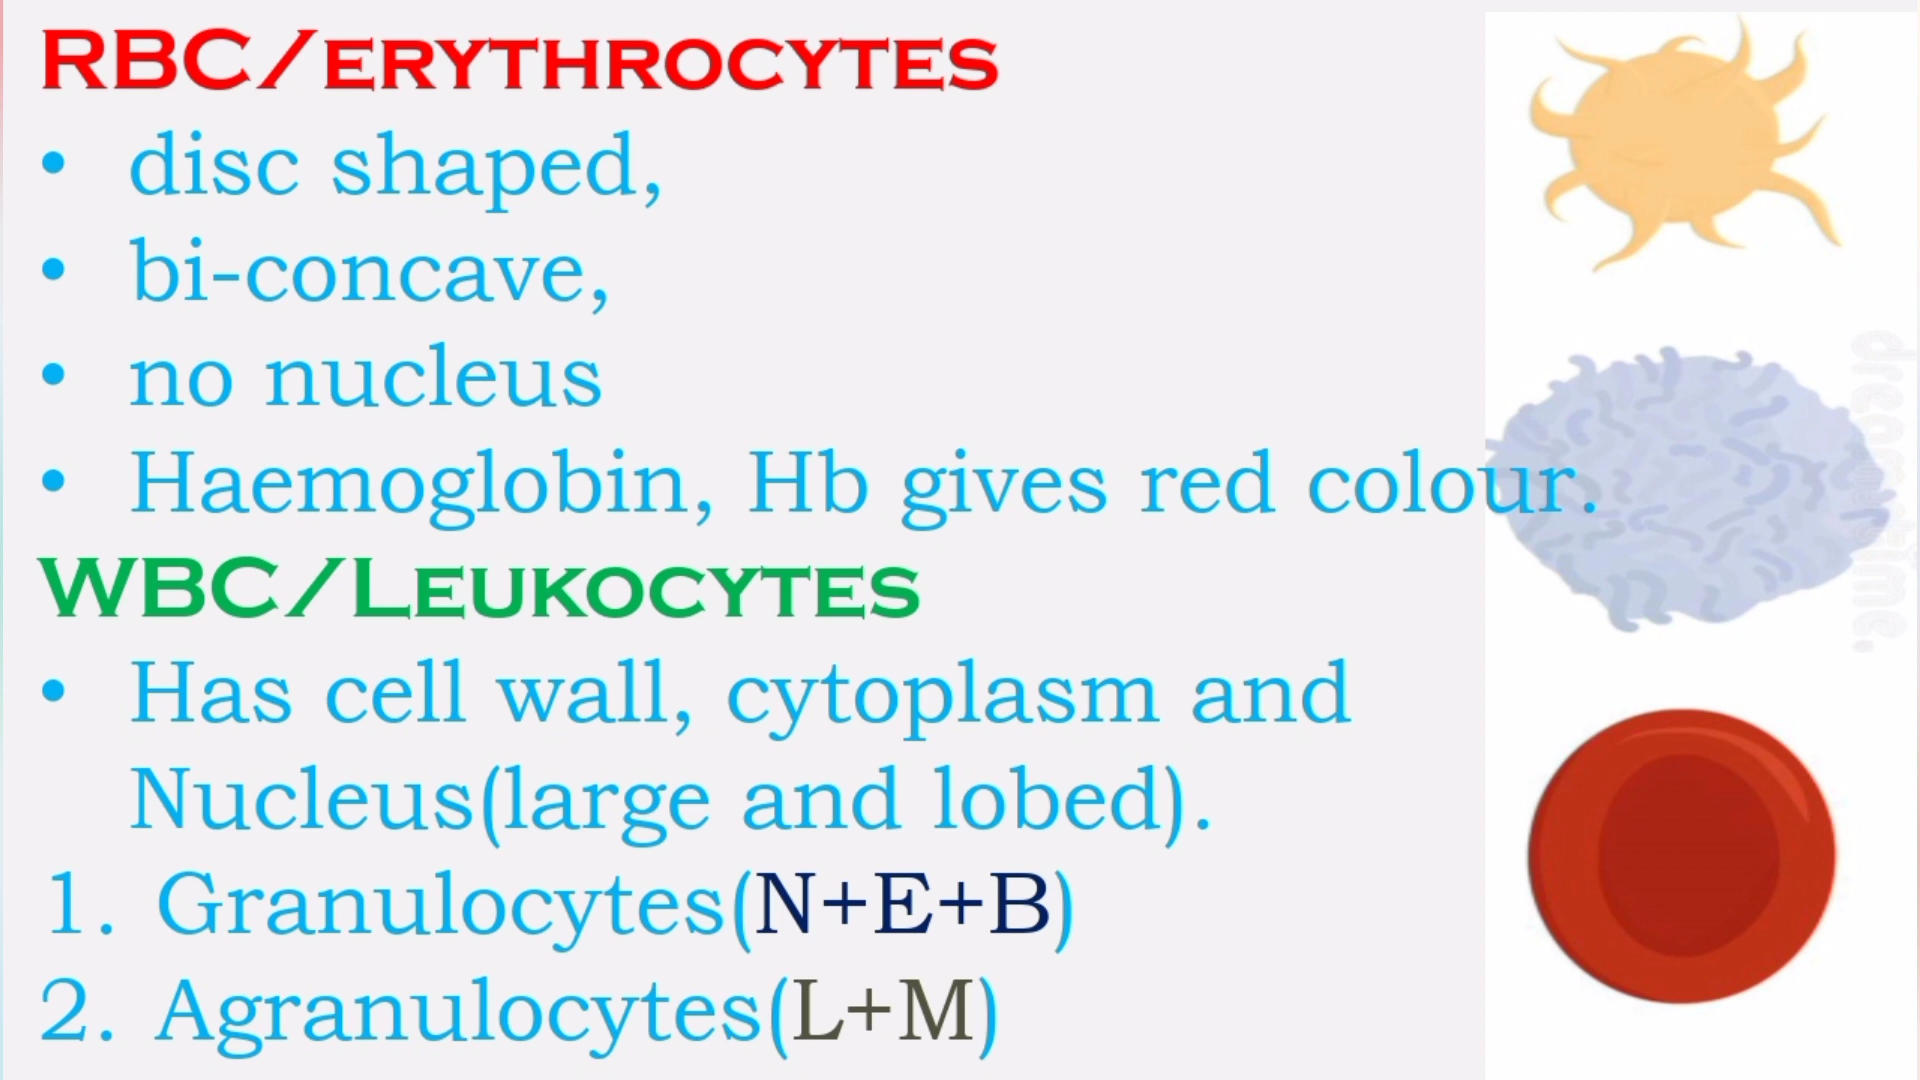 RBC/ERYTHROCYTES
• disc shaped,
• bi-concave,
• no nucleus
• Haemoglobin, Hb gives red colour.
WBC/LEUKOCYTES
• Has cell wall, cytoplasm and
Nucleus(large and lobed).
1. Granulocytes(N+E+B)
2. Agranulocytes(L+M)
dreamstime.